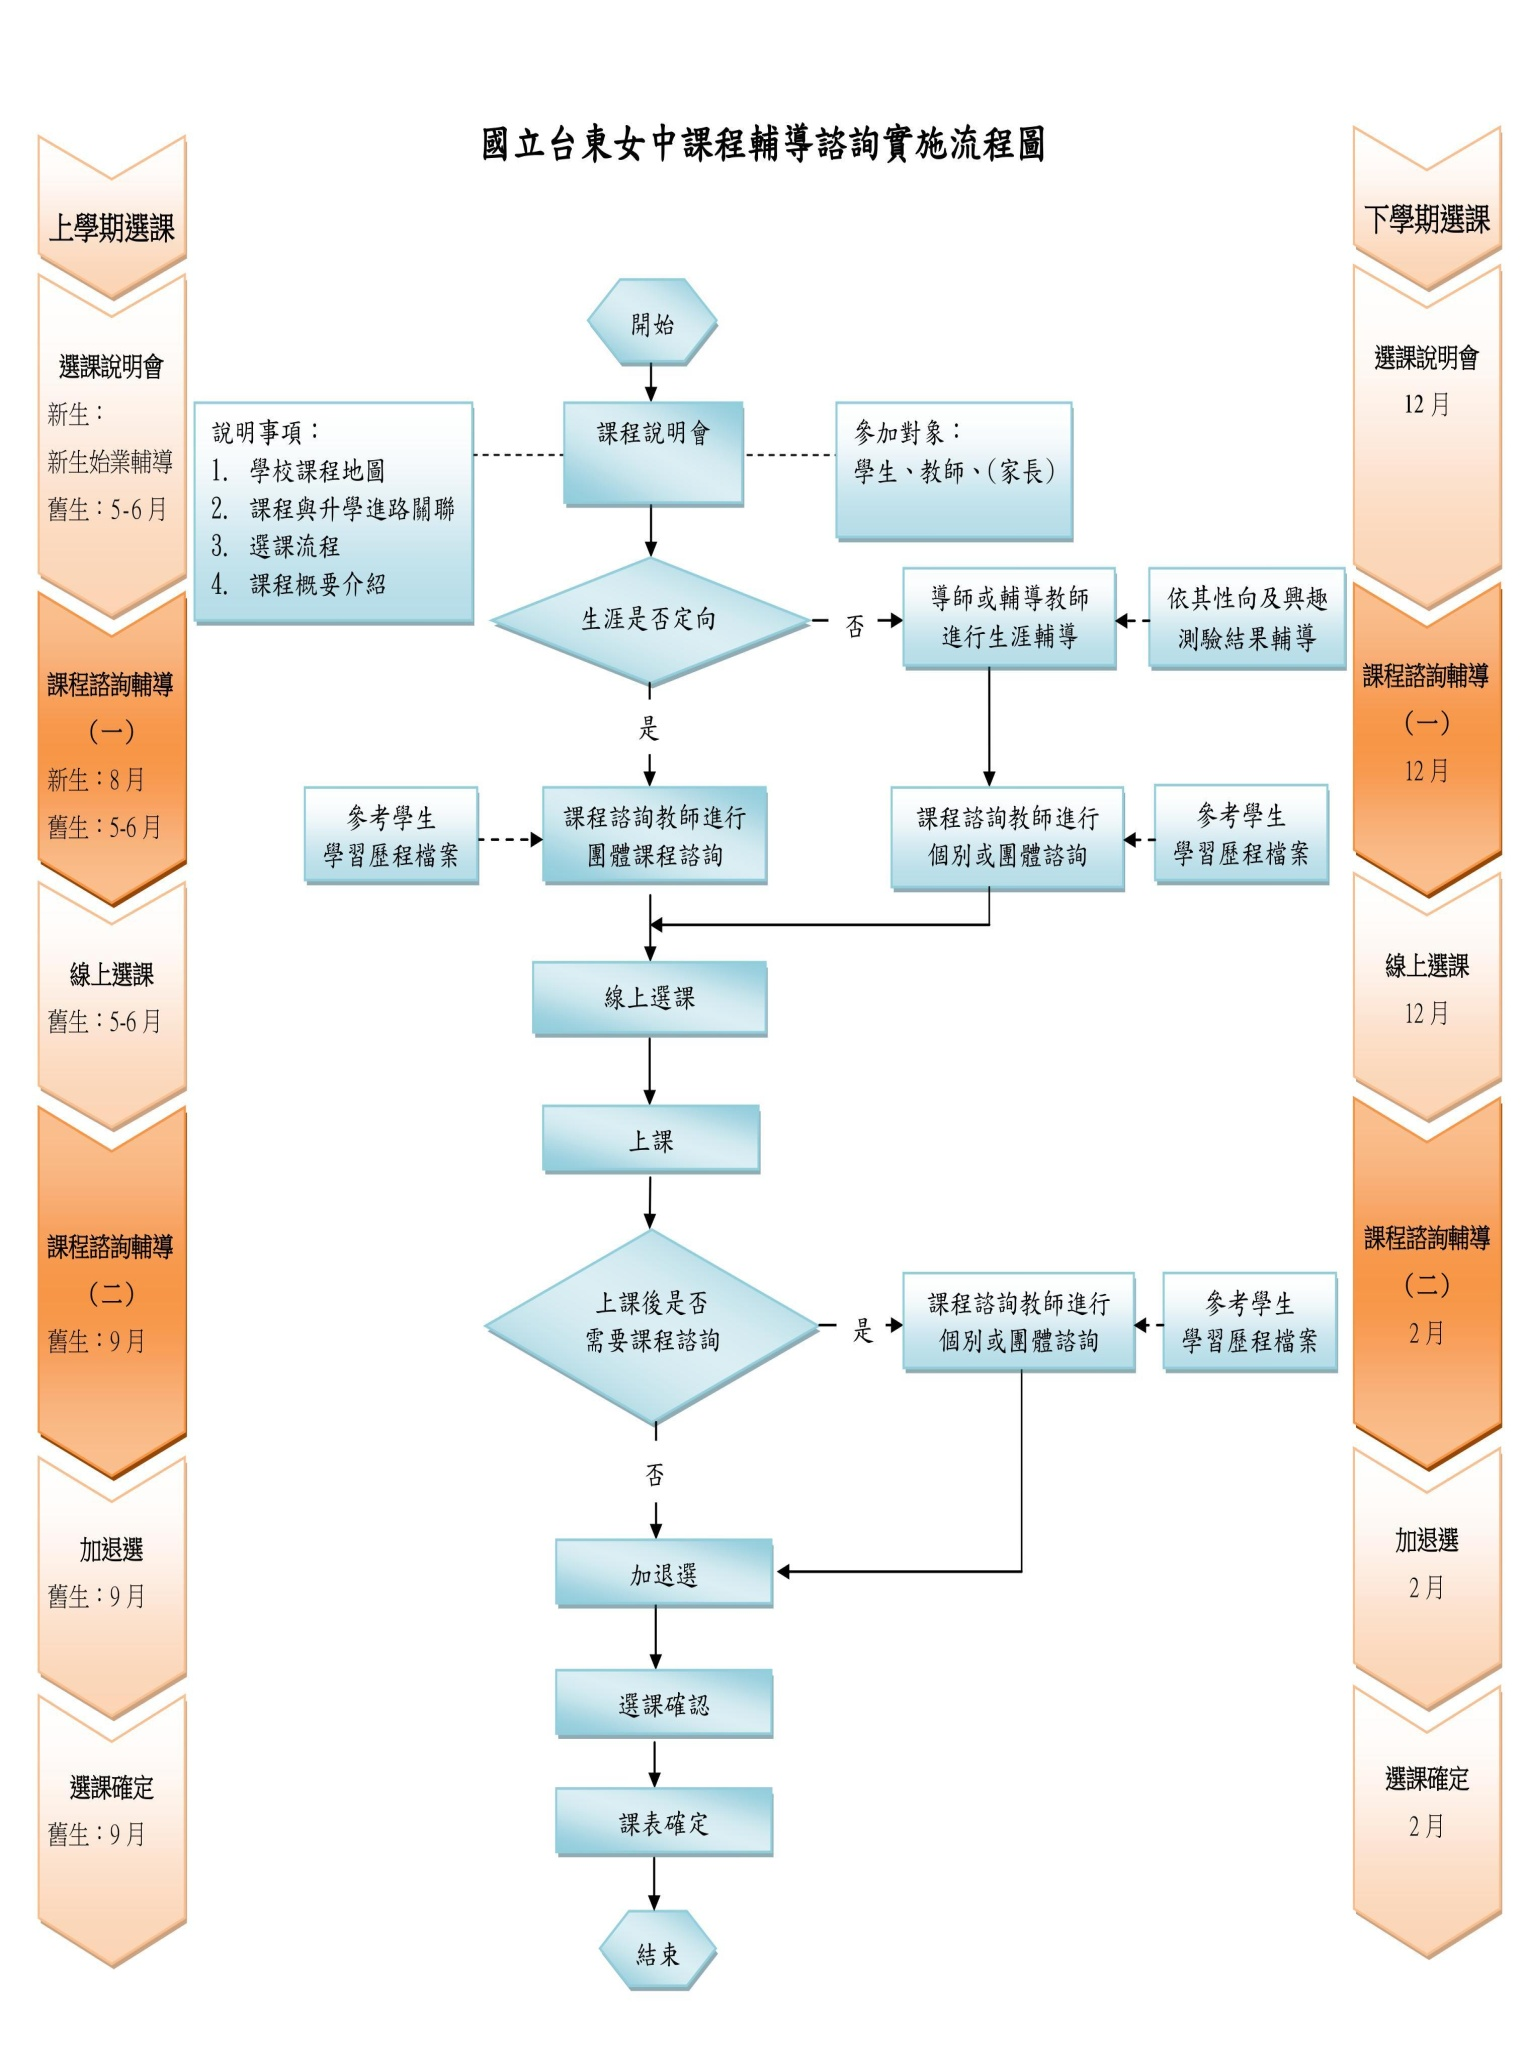 國立台東女中課程輔導諮詢實施流程圖
上學期選課
選課說明會
新生：
新生始業輔導
舊生：5-6 月
課程諮詢輔導
（一）
新生：8 月
舊生：5-6 月
線上選課
舊生：5-6 月
課程諮詢輔導
（二）
舊生：9 月
加退選
舊生：9 月
選課確定
舊生：9 月
開始
說明事項：
1. 學校課程地圖
2. 課程與升學進路關聯
3. 選課流程
4. 課程概要介紹
課程說明會
參加對象：
學生、教師、(家長)
生涯是否定向
否
導師或輔導教師
進行生涯輔導
依其性向及興趣
測驗結果輔導
是
參考學生
學習歷程檔案
課程諮詢教師進行
團體課程諮詢
課程諮詢教師進行
個別或團體諮詢
參考學生
學習歷程檔案
線上選課
上課
上課後是否
需要課程諮詢
是
課程諮詢教師進行
個別或團體諮詢
參考學生
學習歷程檔案
否
加退選
選課確認
課表確定
結束
下學期選課
選課說明會
12 月
課程諮詢輔導
（一）
12 月
線上選課
12 月
課程諮詢輔導
（二）
2 月
加退選
2 月
選課確定
2 月